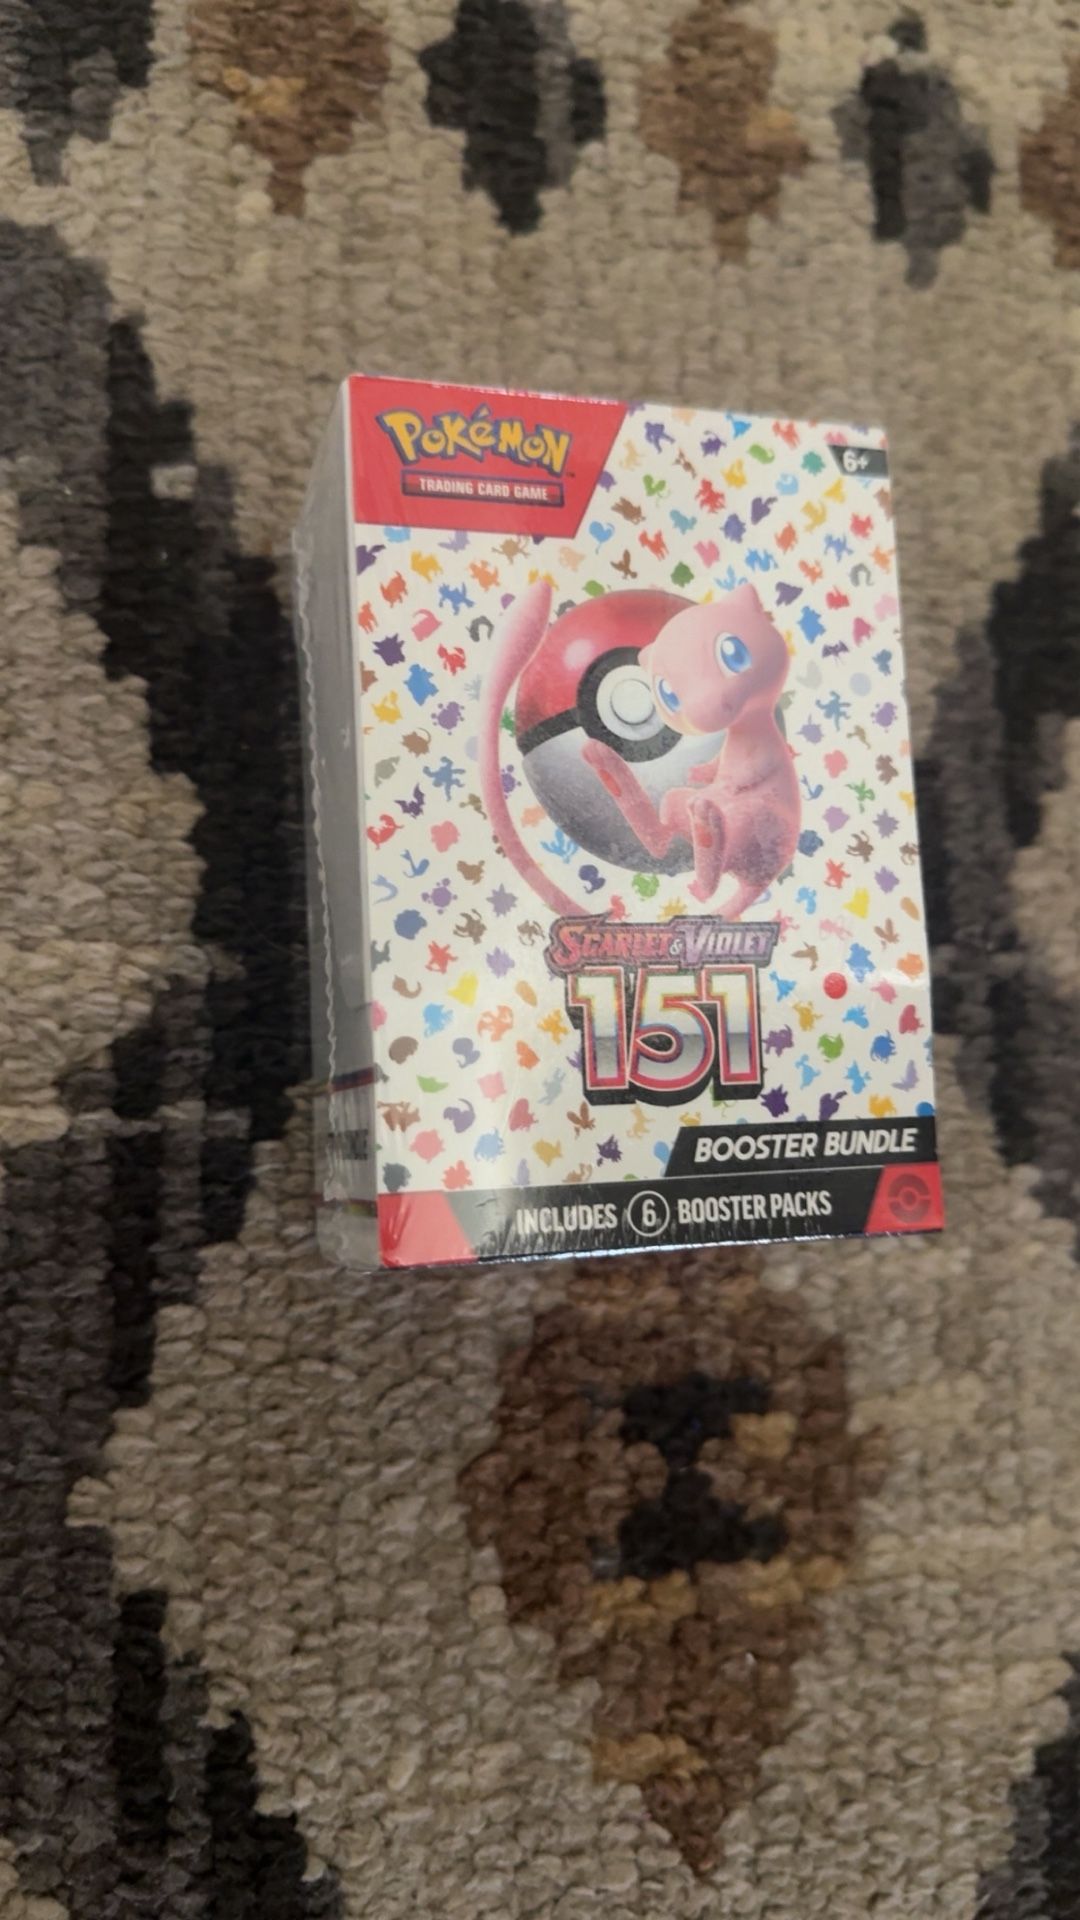 POKéMON
TRADING CARD GAME
6+
SCARLET & VIOLET
151
BOOSTER BUNDLE
INCLUDES 6 BOOSTER PACKS